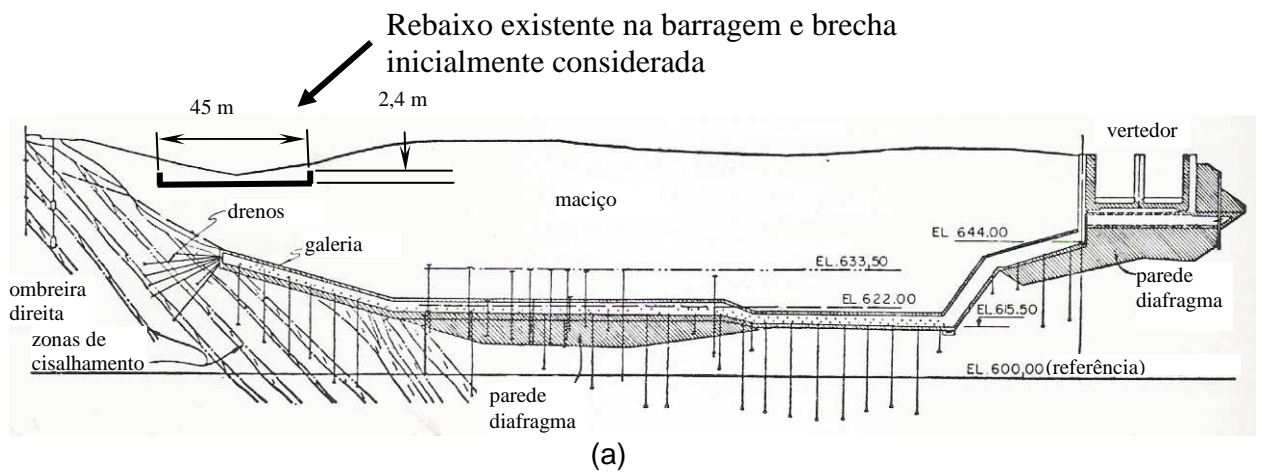 Rebaixo existente na barragem e brecha
inicialmente considerada
45 m
2,4 m
vertedor
drenos
maciço
galeria
EL 644.00
EL.633,50
parede
diafragma
ombreira
direita
EL 622.00
EL 615.50
zonas de
cisalhamento
EL.600,00 (referência)
parede
diafragma
(a)